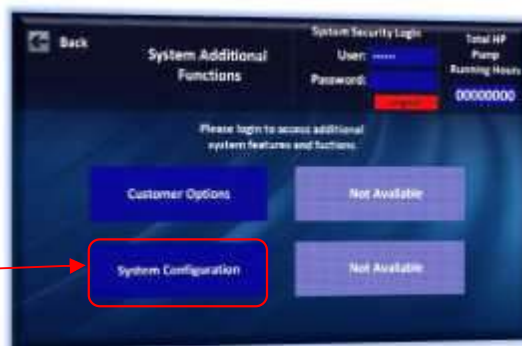 Back
System Additional
Functions
System Security Login
User:
Password:
Total HP
Pump
Running Hours
00000000
Please login to access additional
system features and fuctions
Customer Options
Not Available
System Configuration
Not Available